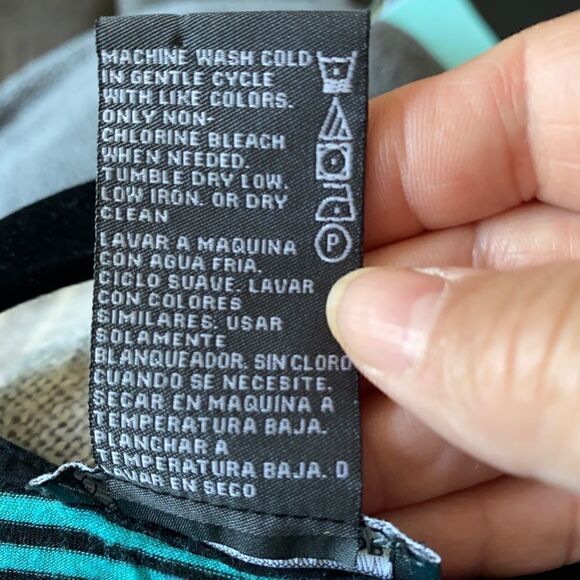 MACHINE WASH COLD
IN GENTLE CYCLE
WITH LIKE COLORS.
ONLY NON-
CHLORINE BLEACH
WHEN NEEDED.
TUMBLE DRY LOW.
LOW IRON. OR DRY
CLEAN
P
LAVAR A MAQUINA
CON AGUA FRIA.
CICLO SUAVE. LAVAR
CON COLORES
SIMILARES. USAR
SOLAMENTE
BLANQUEADOR. SIN CLORO
CUANDO SE NECESITE.
SECAR EN MAQUINA A
TEMPERATURA BAJA.
PLANCHAR A
TEMPERATURA BAJA. O
LAVAR EN SECO